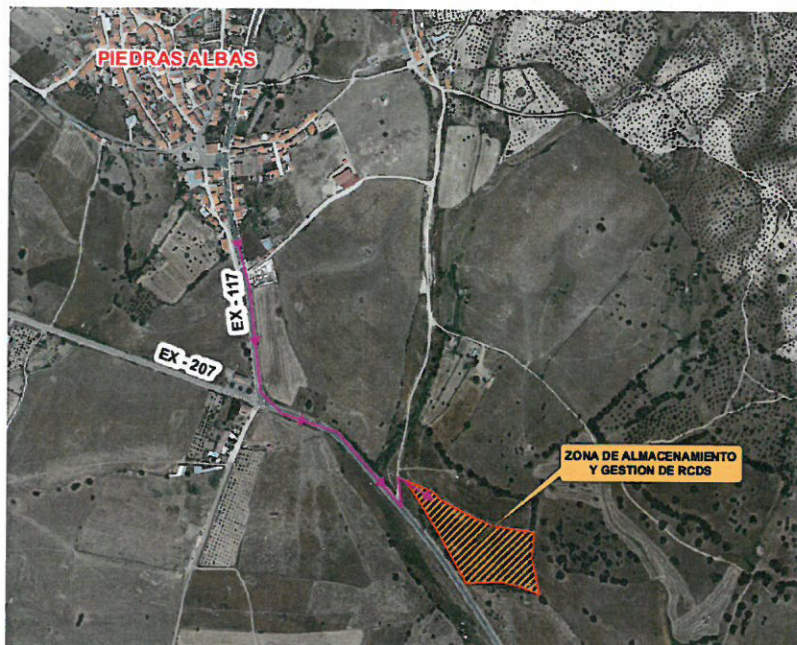 PIEDRAS ALBAS
EX - 117
EX - 207
ZONA DE ALMACENAMIENTO
Y GESTION DE RCDS